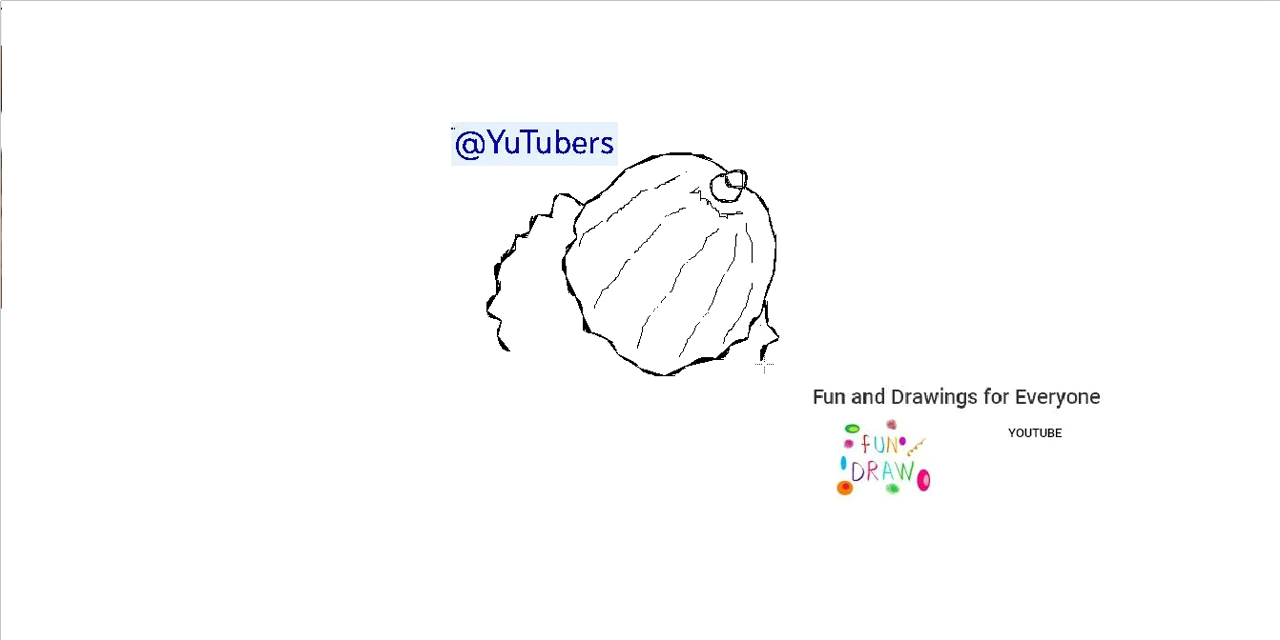 @YuTubers
Fun and Drawings for Everyone
YOUTUBE
fUN
DRAW